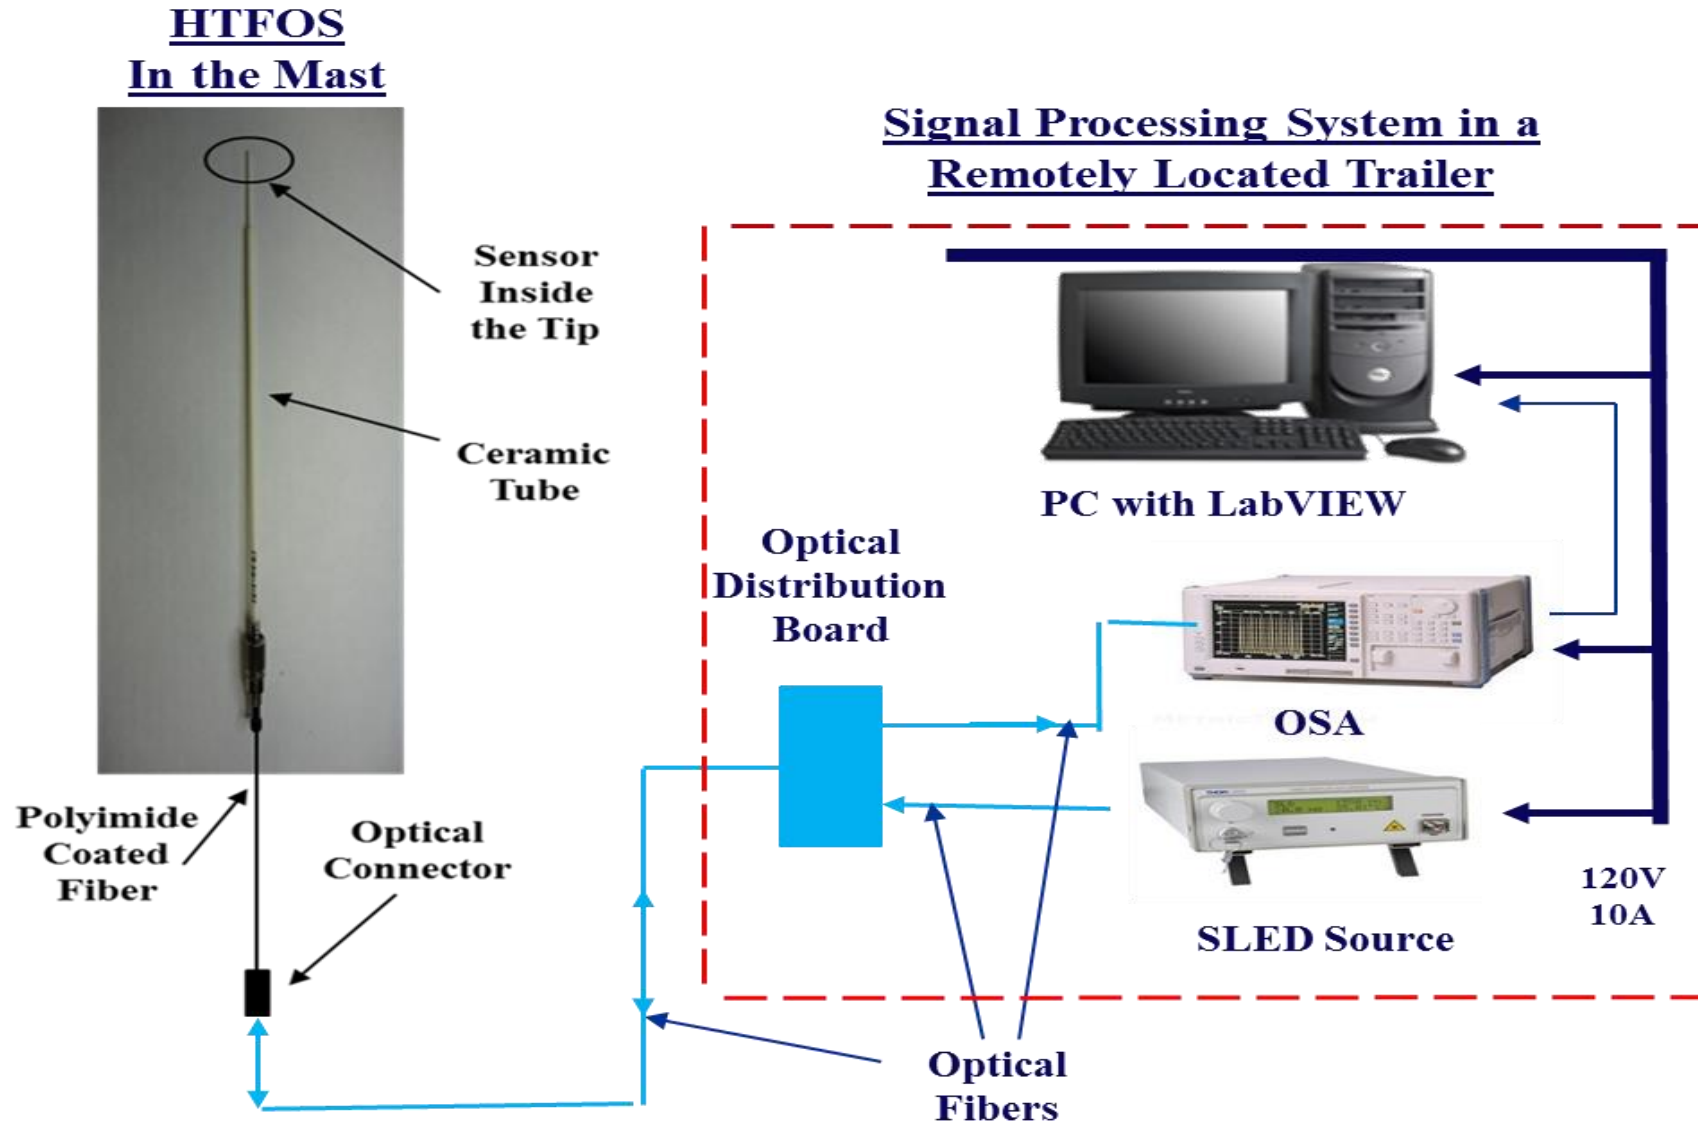 HTFOS
In the Mast
Signal Processing System in a
Remotely Located Trailer
Sensor
Inside
the Tip
Ceramic
Tube
PC with LabVIEW
Optical
Distribution
Board
OSA
Polyimide
Coated
Fiber
Optical
Connector
SLED Source
120V
10A
Optical
Fibers